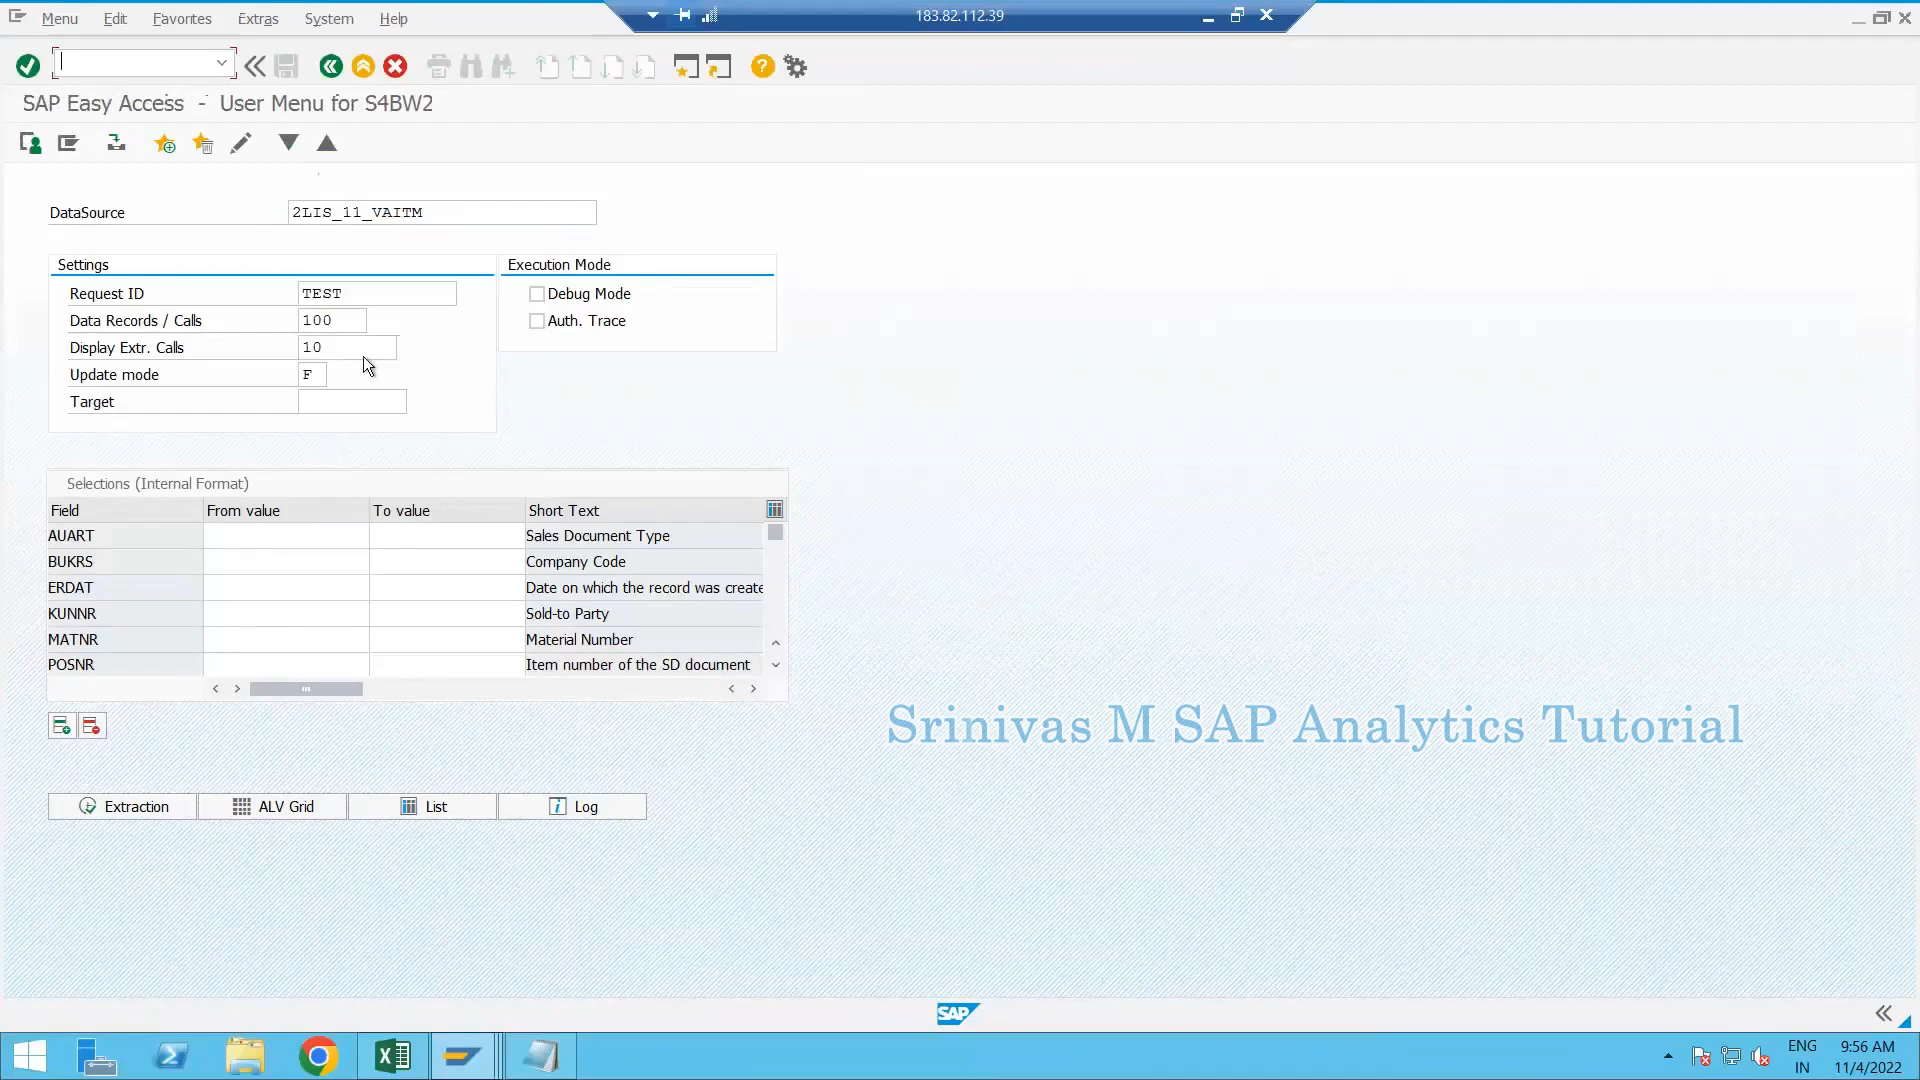 Menu Edit Favorites Extras System Help
183.82.112.39
SAP Easy Access - User Menu for S4BW2
DataSource 2LIS_11_VAITM
Settings Execution Mode
Request ID TEST Debug Mode
Data Records / Calls 100 Auth. Trace
Display Extr. Calls 10
Update mode F
Target
Selections (Internal Format)
Field From value To value Short Text
AUART Sales Document Type
BUKRS Company Code
ERDAT Date on which the record was create
KUNNR Sold-to Party
MATNR Material Number
POSNR Item number of the SD document
Srinivas M SAP Analytics Tutorial
Extraction ALV Grid List Log
SAP
ENG 9:56 AM
IN 11/4/2022